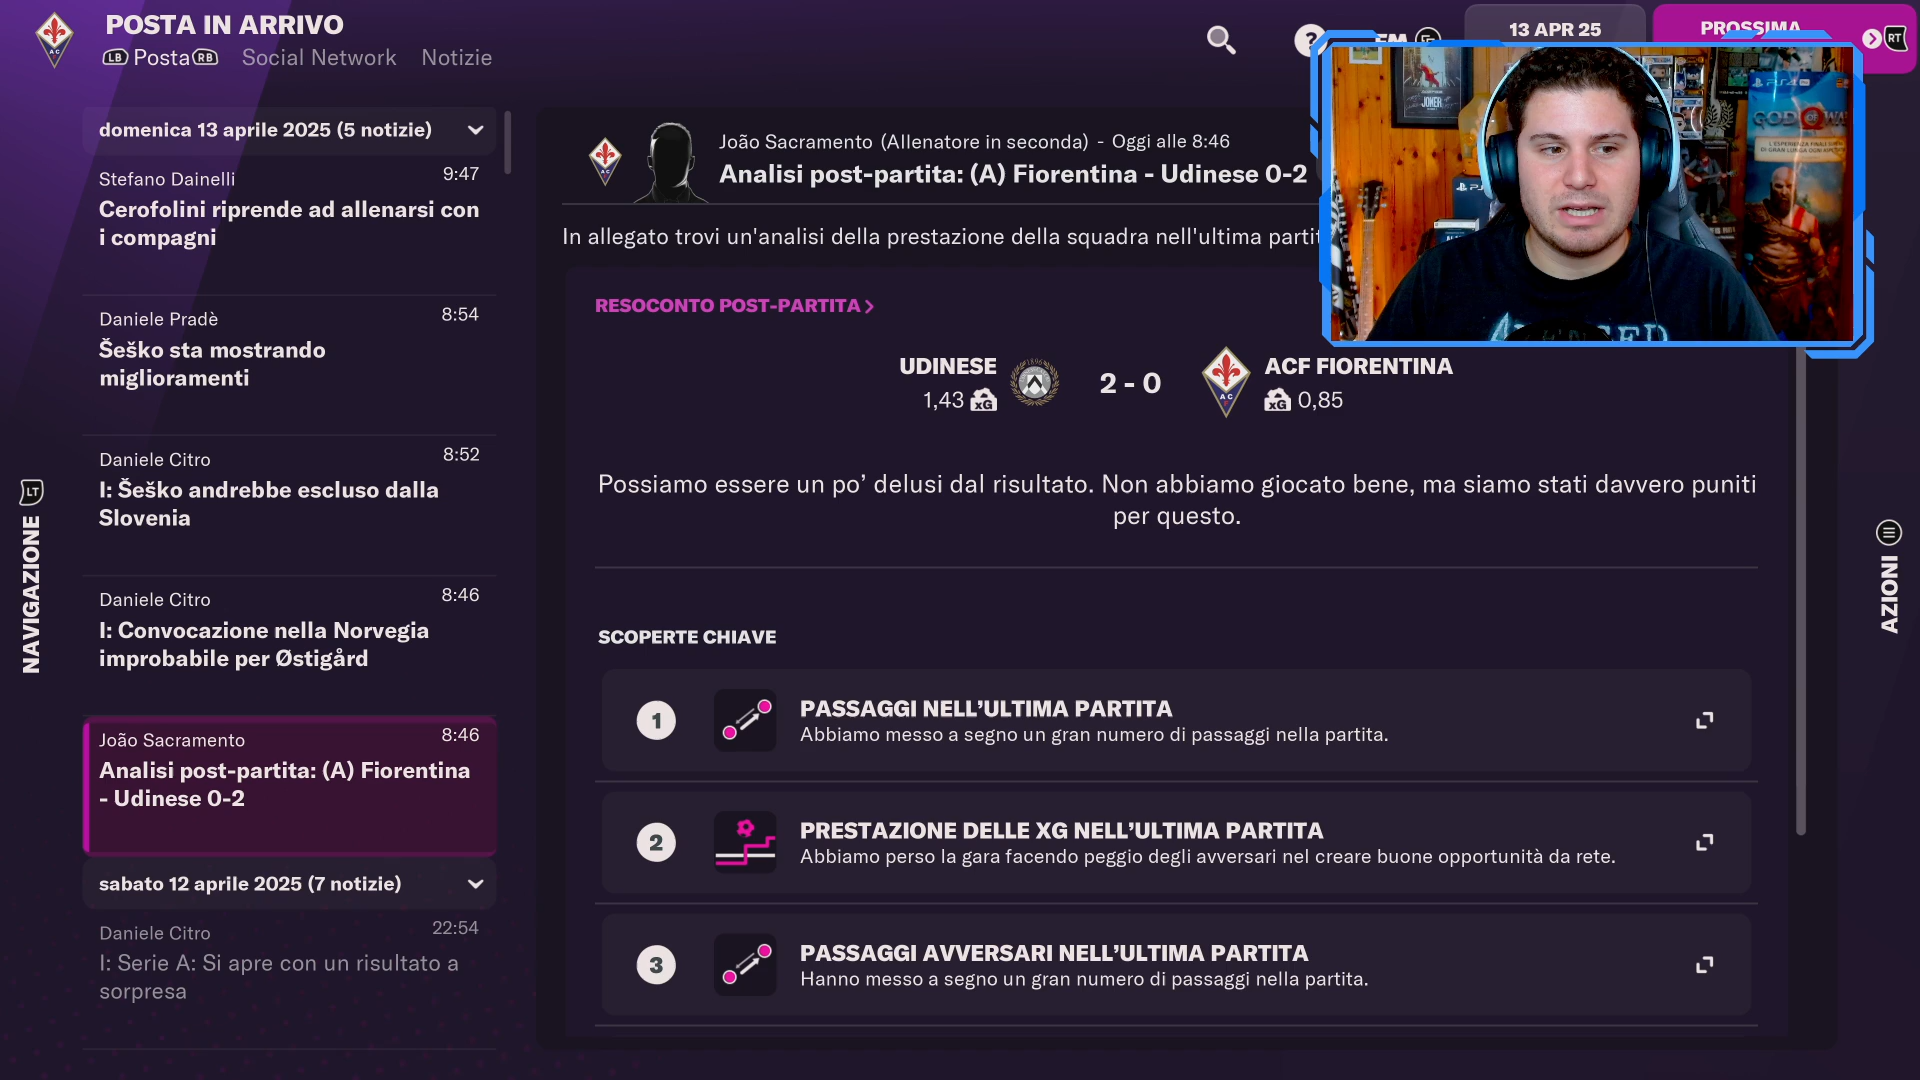 POSTA IN ARRIVO
LB Posta RB Social Network Notizie
13 APR 25
PROSSIMA
RT
domenica 13 aprile 2025 (5 notizie)
Stefano Dainelli 9:47
Cerofolini riprende ad allenarsi con
i compagni
Daniele Pradè 8:54
Šeško sta mostrando
miglioramenti
Daniele Citro 8:52
I: Šeško andrebbe escluso dalla
Slovenia
Daniele Citro 8:46
I: Convocazione nella Norvegia
improbabile per Østigård
João Sacramento 8:46
Analisi post-partita: (A) Fiorentina
- Udinese 0-2
sabato 12 aprile 2025 (7 notizie)
Daniele Citro 22:54
I: Serie A: Si apre con un risultato a
sorpresa
LT
NAVIGAZIONE
João Sacramento (Allenatore in seconda) - Oggi alle 8:46
Analisi post-partita: (A) Fiorentina - Udinese 0-2
In allegato trovi un'analisi della prestazione della squadra nell'ultima
RESOCONTO POST-PARTITA
UDINESE 2 - 0 ACF FIORENTINA
1,43 xG xG 0,85
Possiamo essere un po’ delusi dal risultato. Non abbiamo giocato bene, ma siamo stati davvero puniti
per questo.
SCOPERTE CHIAVE
1 PASSAGGI NELL’ULTIMA PARTITA
Abbiamo messo a segno un gran numero di passaggi nella partita.
2 PRESTAZIONE DELLE XG NELL’ULTIMA PARTITA
Abbiamo perso la gara facendo peggio degli avversari nel creare buone opportunità da rete.
3 PASSAGGI AVVERSARI NELL’ULTIMA PARTITA
Hanno messo a segno un gran numero di passaggi nella partita.
AZIONI
JOKER
PS4
GOD OF WAR